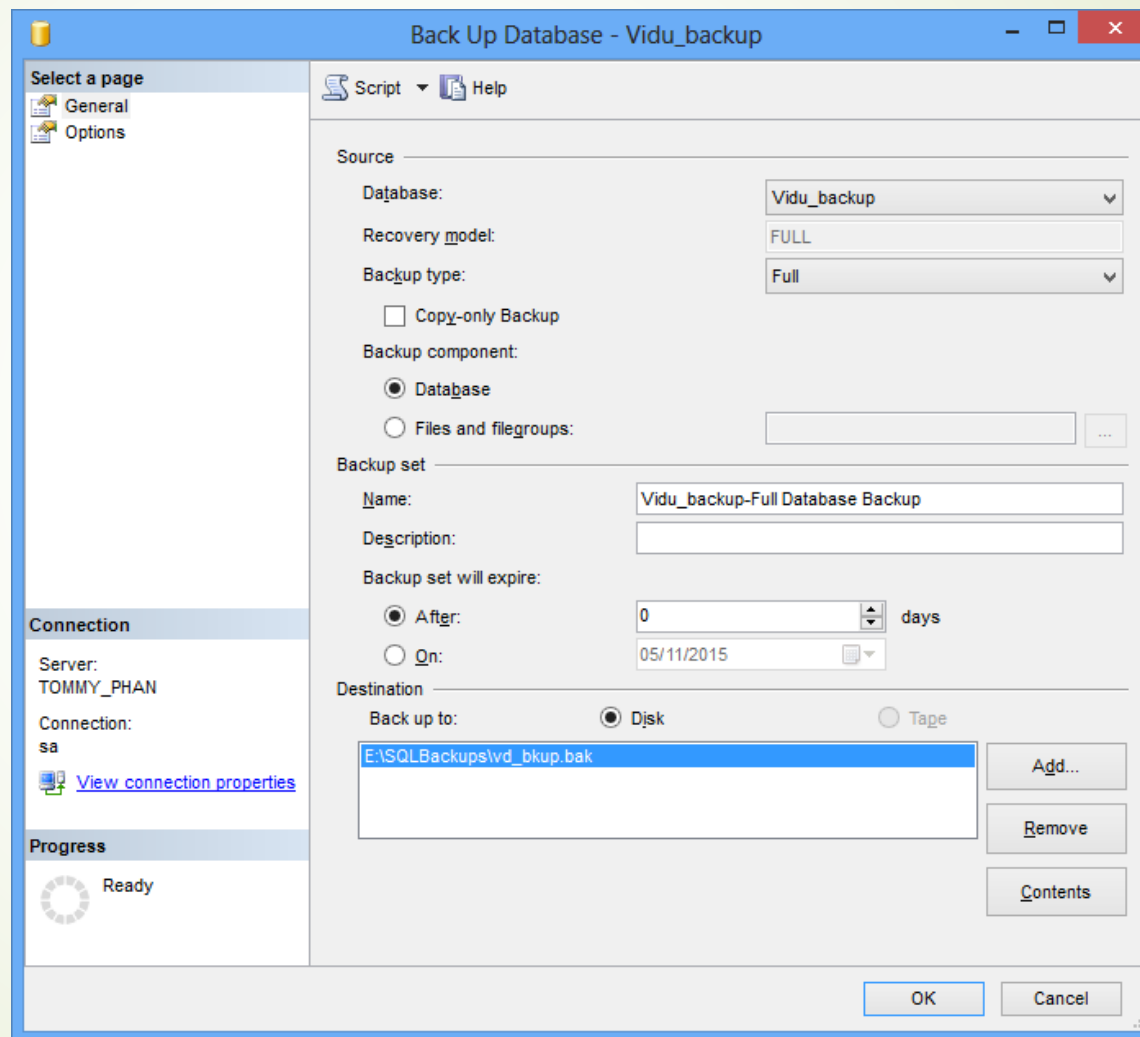 Back Up Database - Vidu_backup
Select a page
General
Options
Script
Help
Source
Database:
Vidu_backup
Recovery model:
FULL
Backup type:
Full
Copy-only Backup
Backup component:
Database
Files and filegroups:
...
Backup set
Name:
Vidu_backup-Full Database Backup
Description:
Backup set will expire:
After:
0
days
On:
05/11/2015
Destination
Back up to:
Disk
Tape
E:\SQLBackups\vd_bkup.bak
Add...
Remove
Contents
Connection
Server:
TOMMY_PHAN
Connection:
sa
View connection properties
Progress
Ready
OK
Cancel